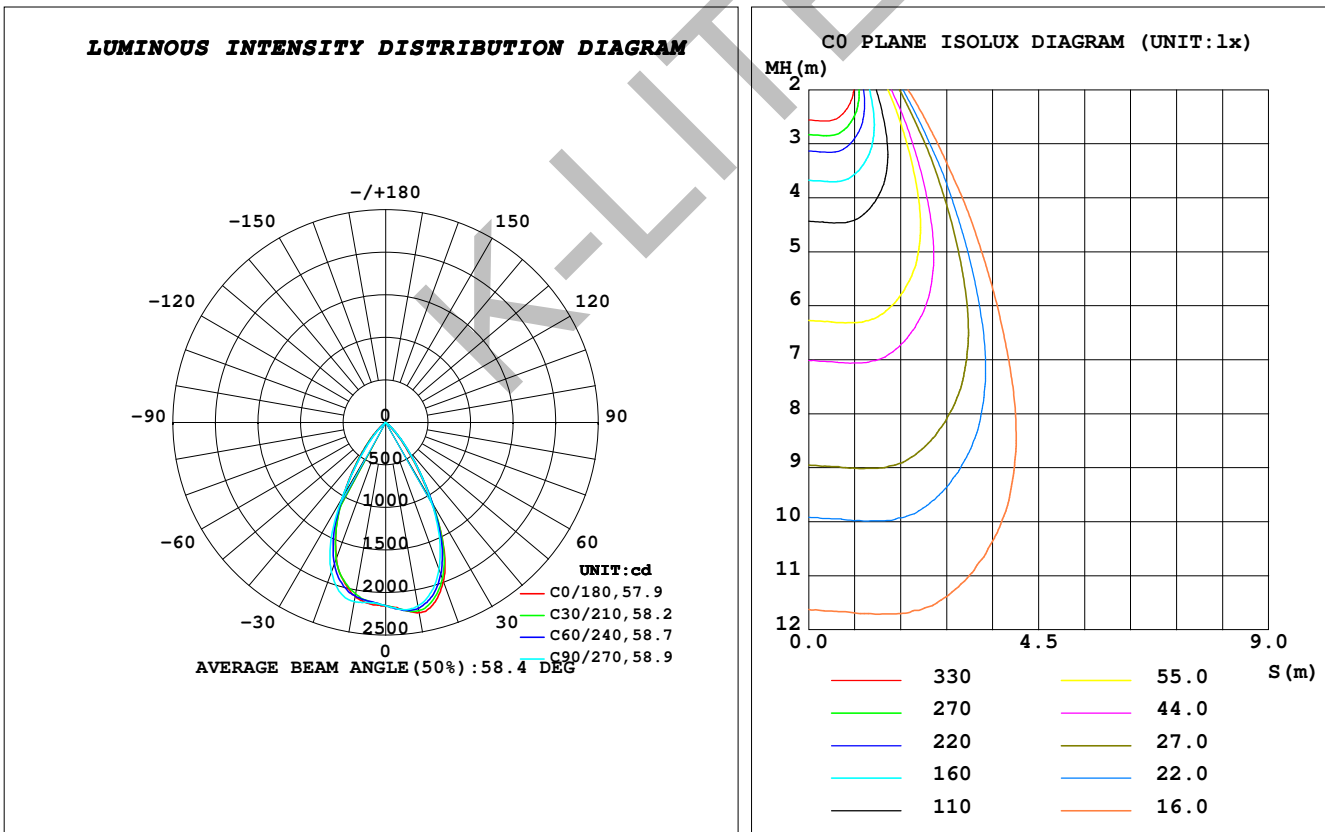 LUMINOUS INTENSITY DISTRIBUTION DIAGRAM
-/+180
-150 150
-120 120
-90 90
-60 60
-30 30
0
0
500
1000
1500
2000
2500
UNIT:cd
C0/180,57.9
C30/210,58.2
C60/240,58.7
C90/270,58.9
AVERAGE BEAM ANGLE(50%):58.4 DEG
K-LITE
C0 PLANE ISOLUX DIAGRAM (UNIT:lx)
MH(m)
2
3
4
5
6
7
8
9
10
11
12
0.0 4.5 9.0
S(m)
330 55.0
270 44.0
220 27.0
160 22.0
110 16.0